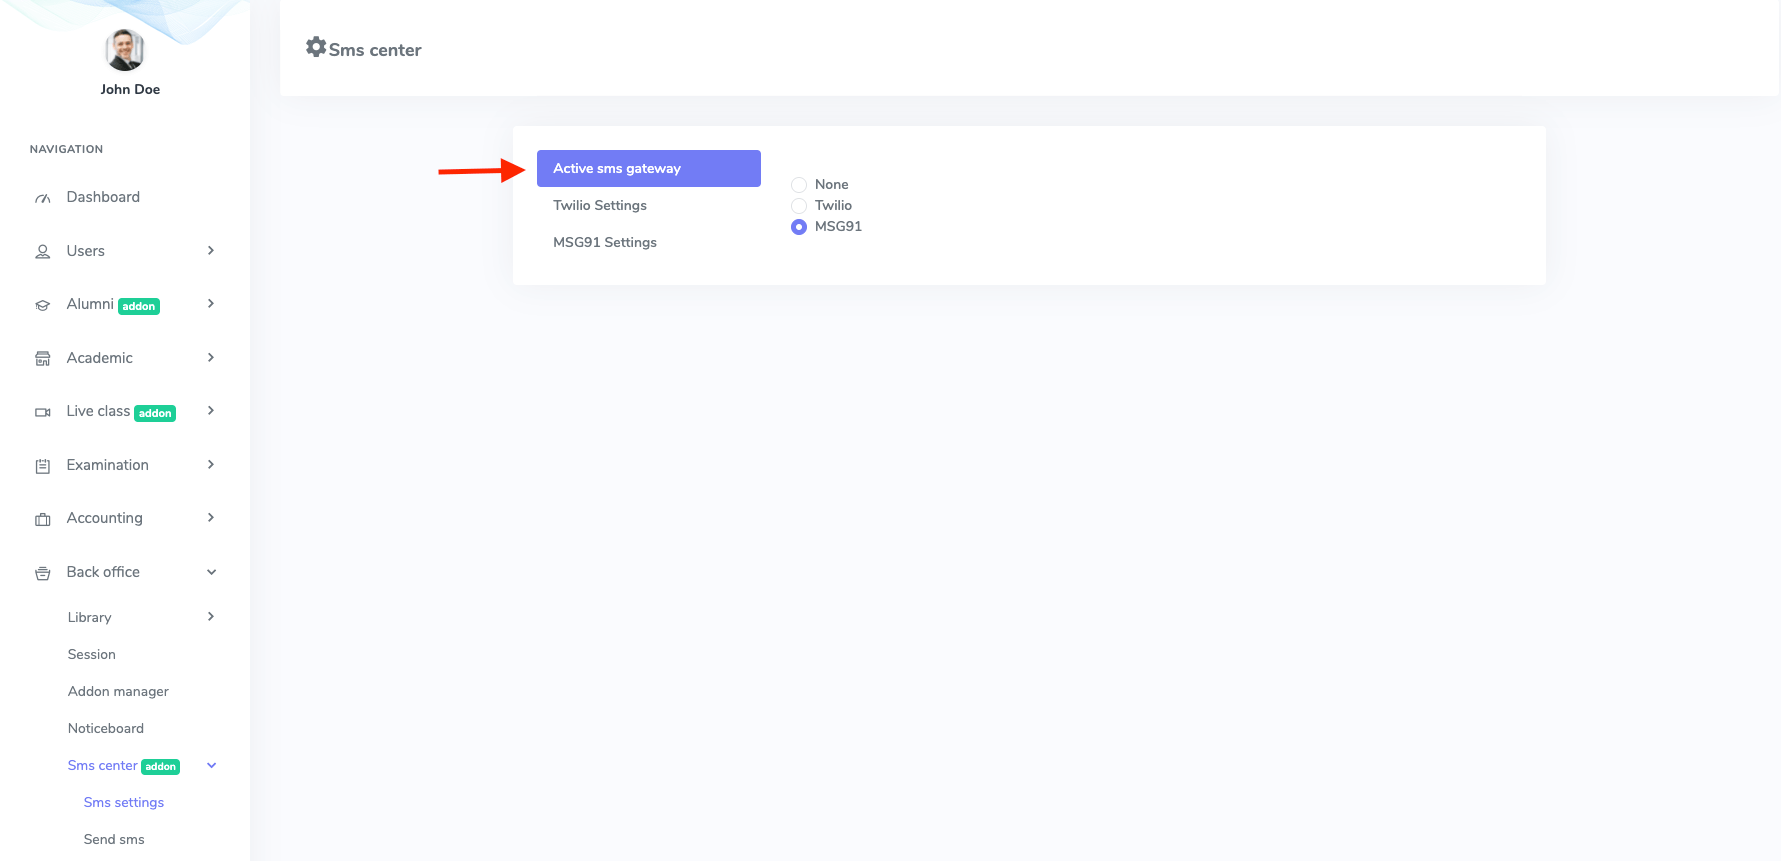 John Doe
NAVIGATION
Dashboard
Users
Alumni addon
Academic
Live class addon
Examination
Accounting
Back office
Library
Session
Addon manager
Noticeboard
Sms center addon
Sms settings
Send sms
Sms center
Active sms gateway
Twilio Settings
MSG91 Settings
None
Twilio
MSG91